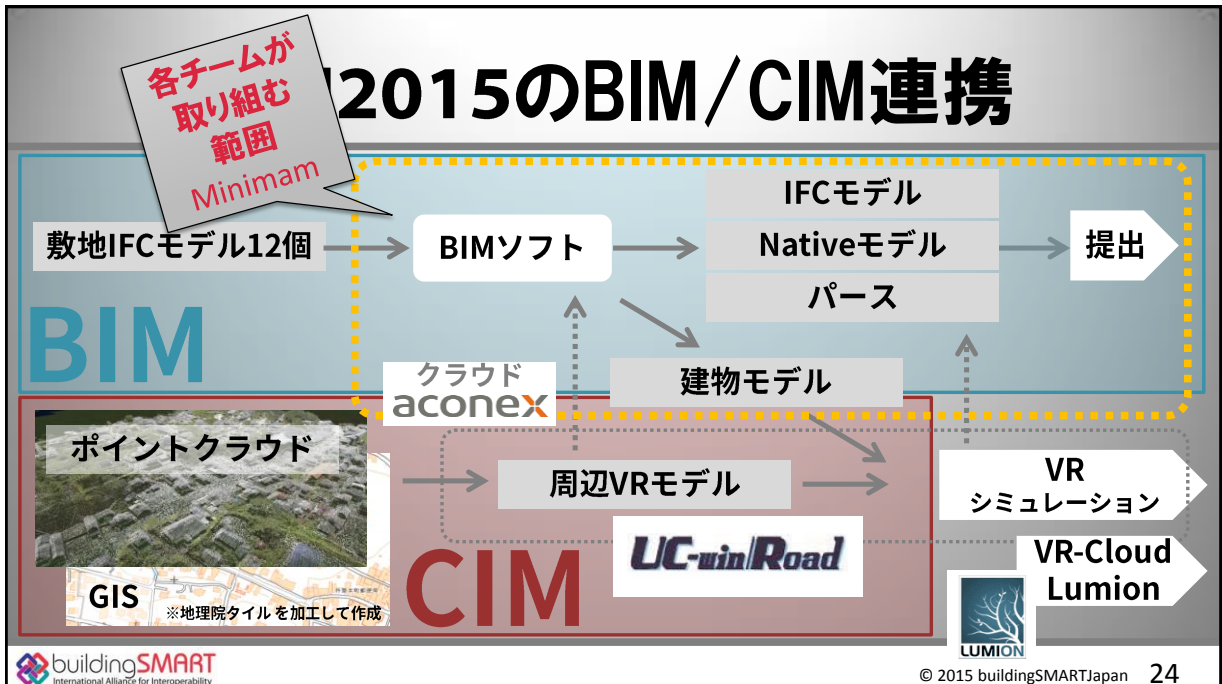 各チームが
取り組む
範囲
Minimam
2015のBIM/CIM連携
敷地IFCモデル12個
BIMソフト
IFCモデル
Nativeモデル
パース
提出
BIM
クラウド
aconex
建物モデル
ポイントクラウド
周辺VRモデル
VR
シミュレーション
UC-win/Road
CIM
GIS
※地理院タイル を加工して作成
VR-Cloud
Lumion
LUMION
buildingSMART
International Alliance for Interoperability
© 2015 buildingSMARTJapan 24